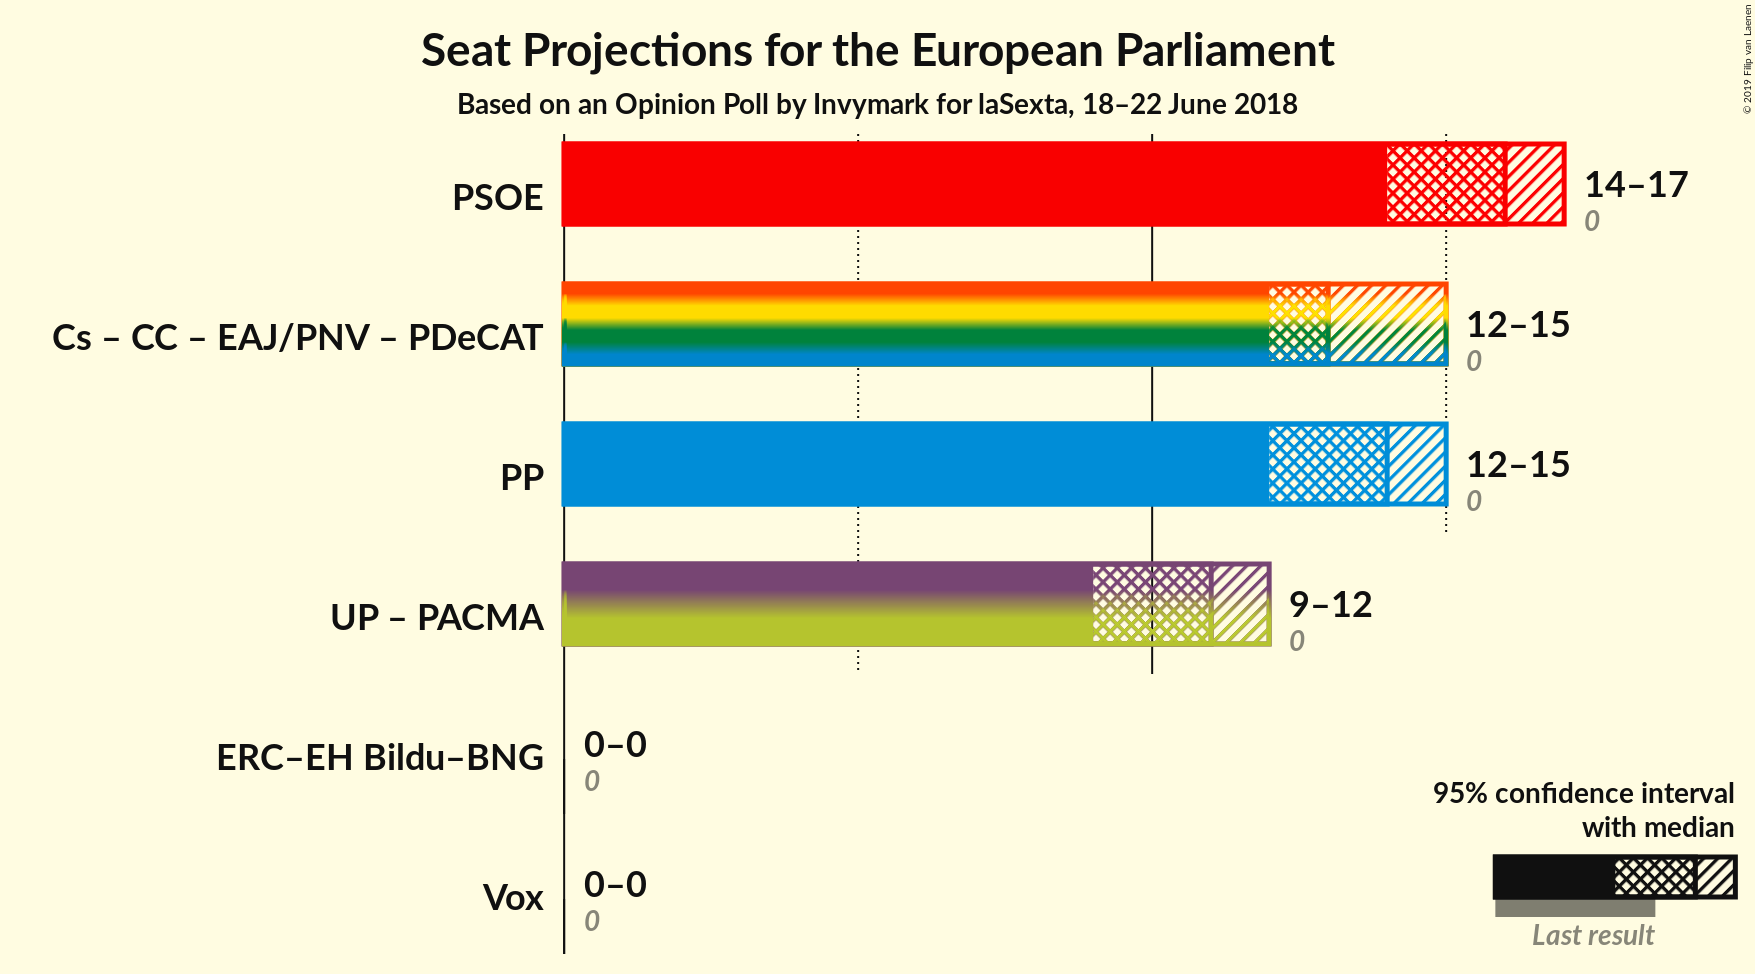 Seat Projections for the European Parliament
Based on an Opinion Poll by Invymark for laSexta, 18–22 June 2018
© 2019 Filip van Laenen
PSOE
14–17
0
Cs – CC – EAJ/PNV – PDeCAT
12–15
0
PP
12–15
0
UP – PACMA
9–12
0
ERC–EH Bildu–BNG
0–0
0
Vox
0–0
0
95% confidence interval
with median
Last result